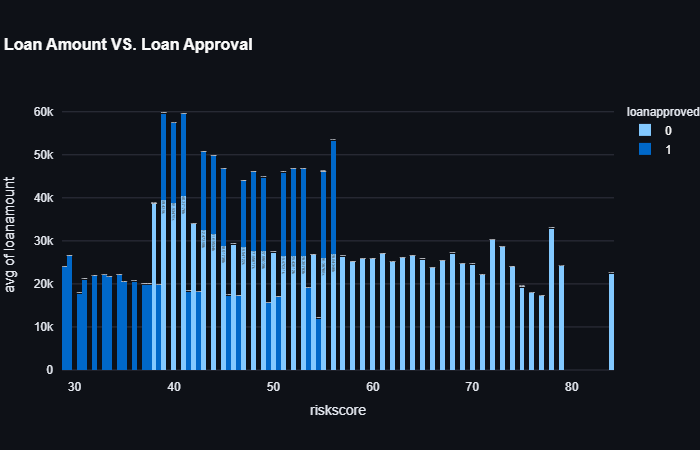 Loan Amount VS. Loan Approval
loanapproved
0
1
60k
50k
40k
30k
20k
10k
0
avg of loanamount
30 40 50 60 70 80
riskscore